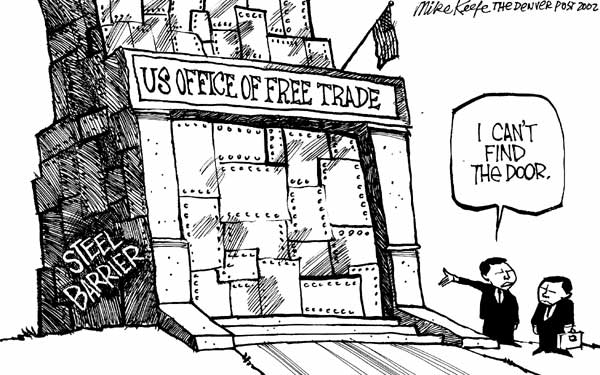 Mike Keefe THE DENVER POST 2002
US OFFICE OF FREE TRADE
I CAN'T
FIND
THE DOOR.
STEEL
BARRIER